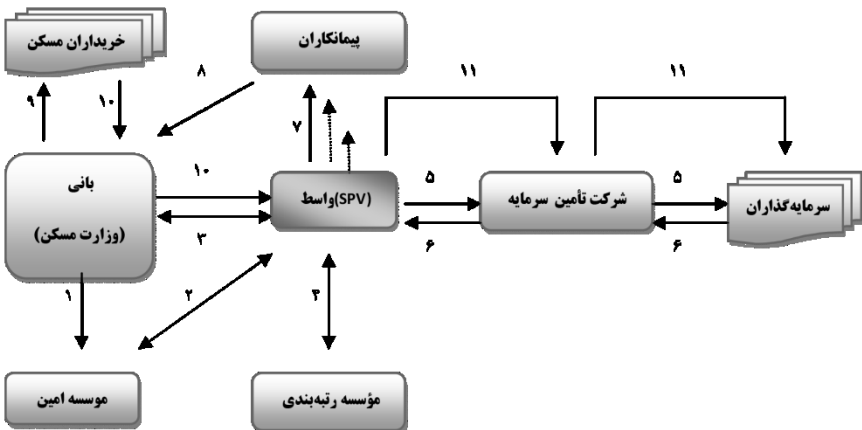 خریداران مسکن
پیمانکاران
۸
۱۱
۱۱
۹
۱۰
۷
بانی
(وزارت مسکن)
۱۰
۳
واسط(SPV)
۵
۶
شرکت تأمین سرمایه
۵
۶
سرمایه‌گذاران
۱
۲
۴
موسسه امین
مؤسسه رتبه‌بندی